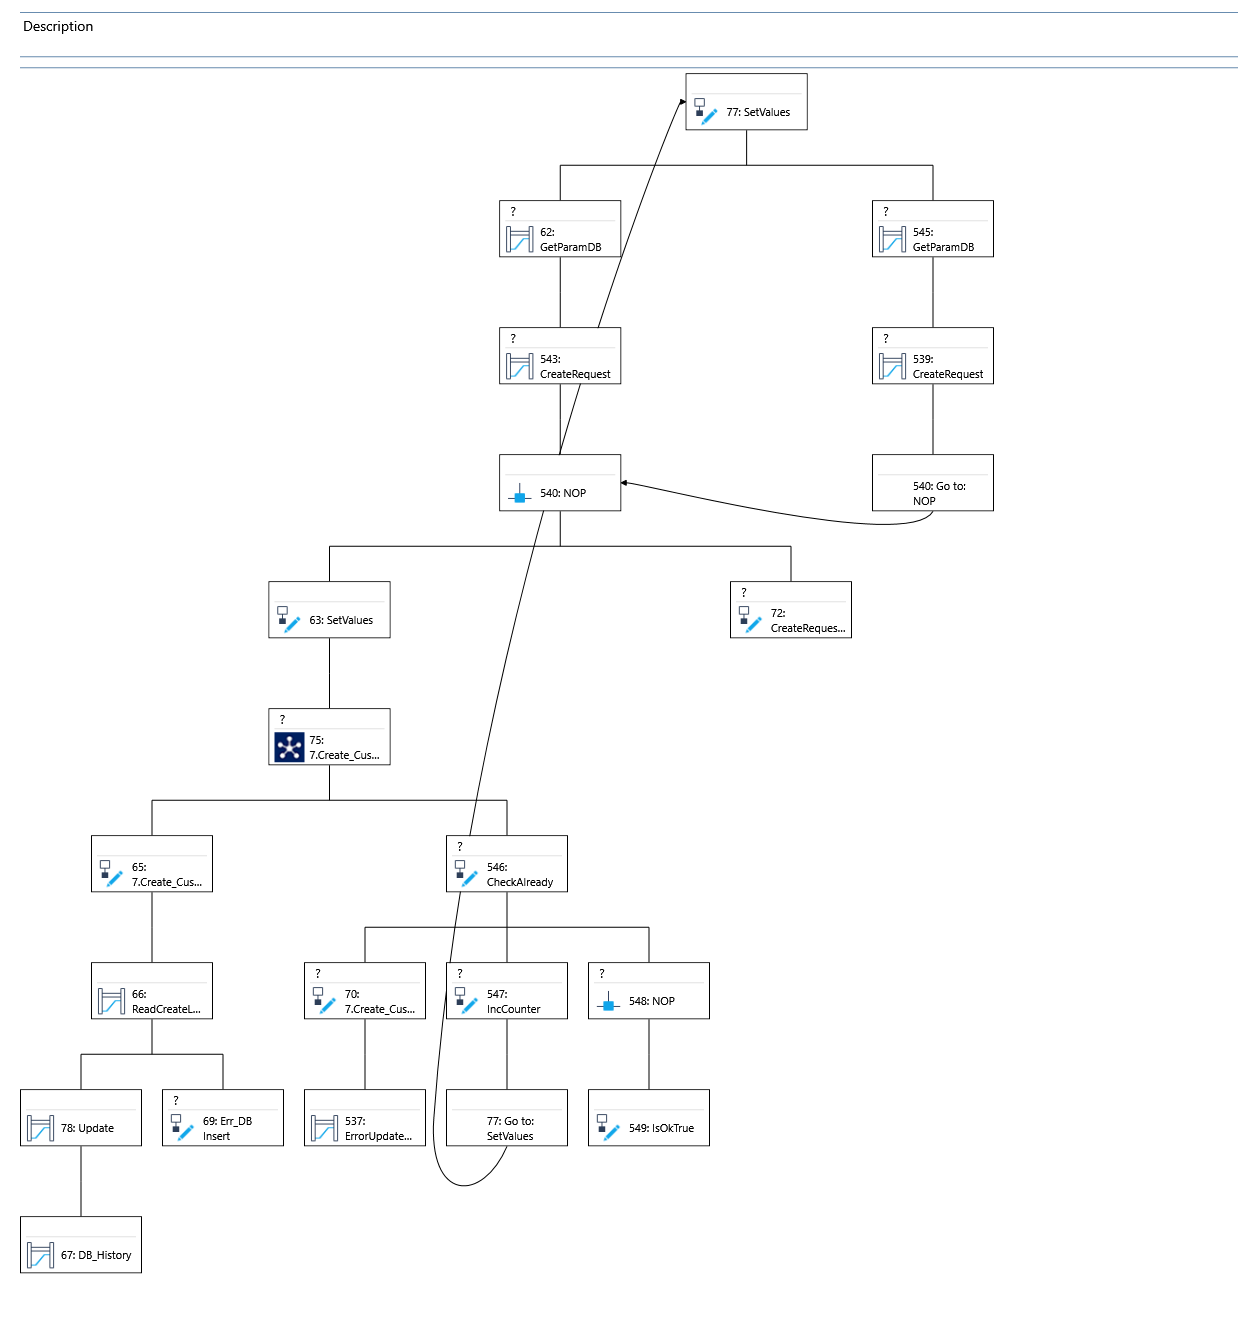 Description
77: SetValues
?
62:
GetParamDB
?
545:
GetParamDB
?
543:
CreateRequest
?
539:
CreateRequest
540: NOP
540: Go to:
NOP
63: SetValues
?
72:
CreateReques...
?
75:
7.Create_Cus...
65:
7.Create_Cus...
?
546:
CheckAlready
66:
ReadCreateL...
?
70:
7.Create_Cus...
?
547:
IncCounter
?
548: NOP
78: Update
?
69: Err_DB
Insert
537:
ErrorUpdate...
77: Go to:
SetValues
549: IsOkTrue
67: DB_History